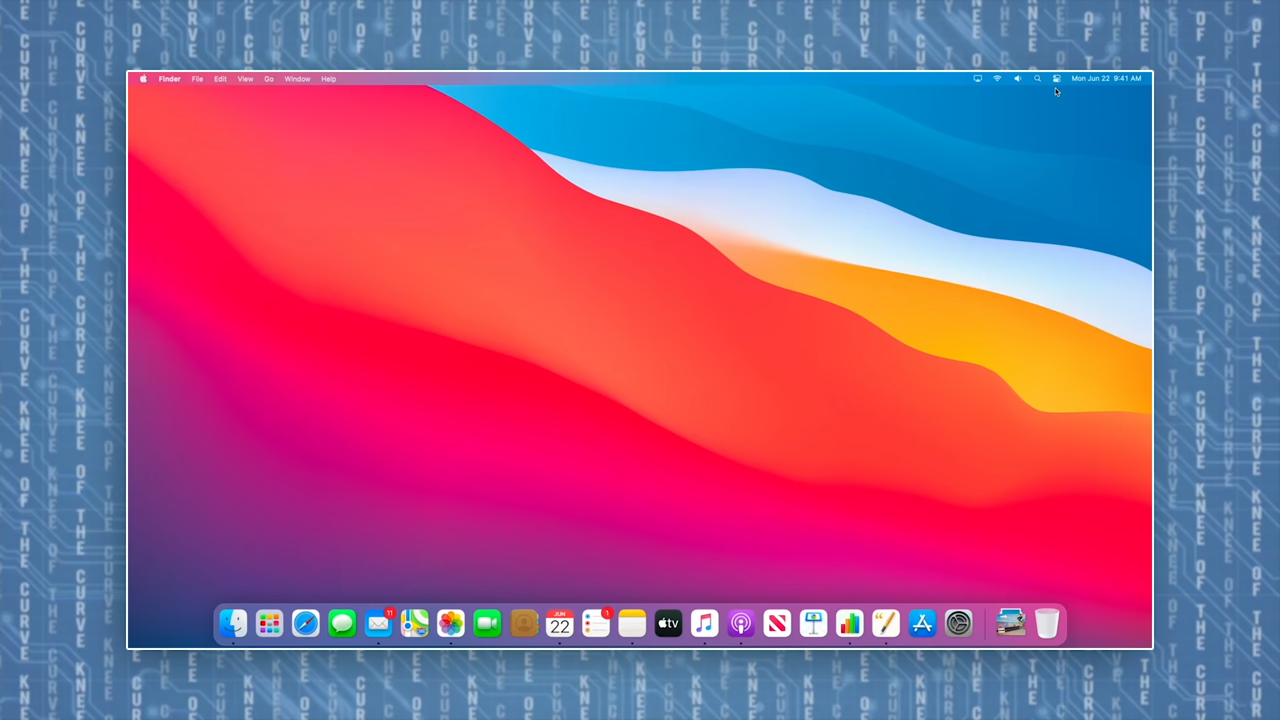 Finder File Edit View Go Window Help
Mon Jun 22 9:41 AM
11
tv
JUN
22
1
KNEE OF THE CURVE